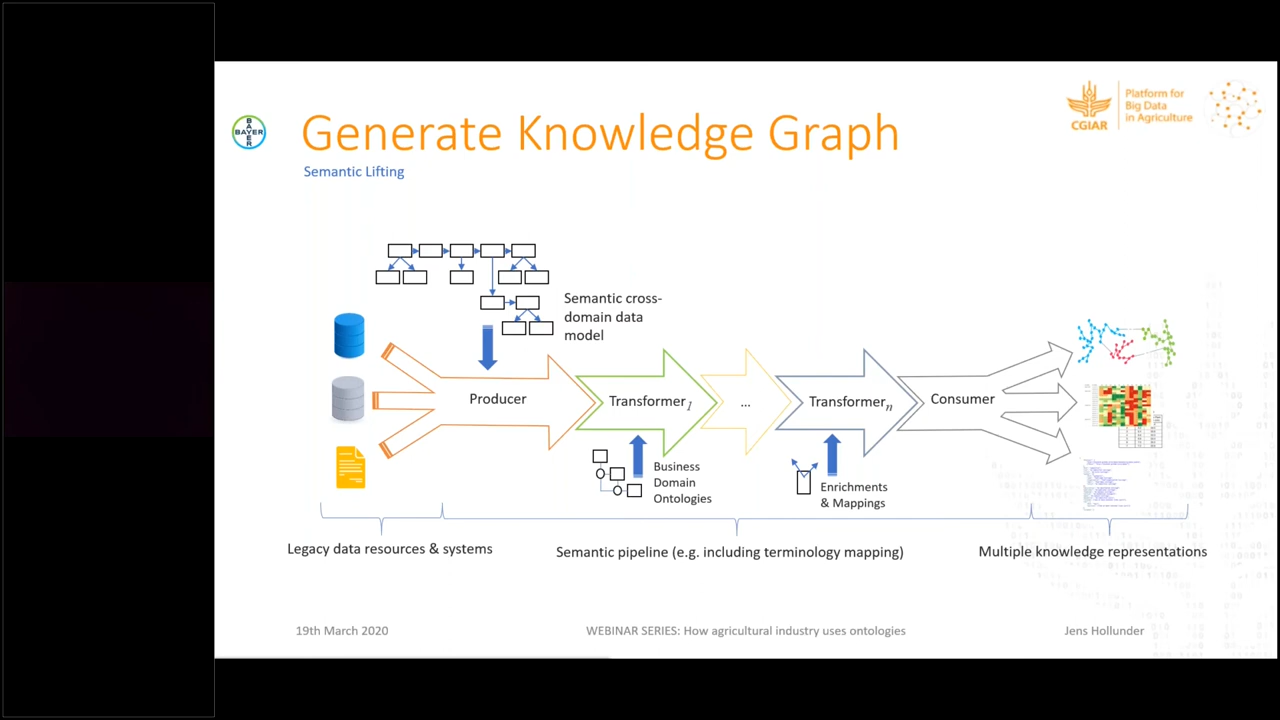 BAYER
BAYER
Generate Knowledge Graph
Semantic Lifting
CGIAR
Platform for
Big Data
in Agriculture
Semantic cross-
domain data
model
Producer
Transformer1
...
Transformern
Consumer
Business
Domain
Ontologies
Enrichments
& Mappings
Legacy data resources & systems
Semantic pipeline (e.g. including terminology mapping)
Multiple knowledge representations
19th March 2020
WEBINAR SERIES: How agricultural industry uses ontologies
Jens Hollunder